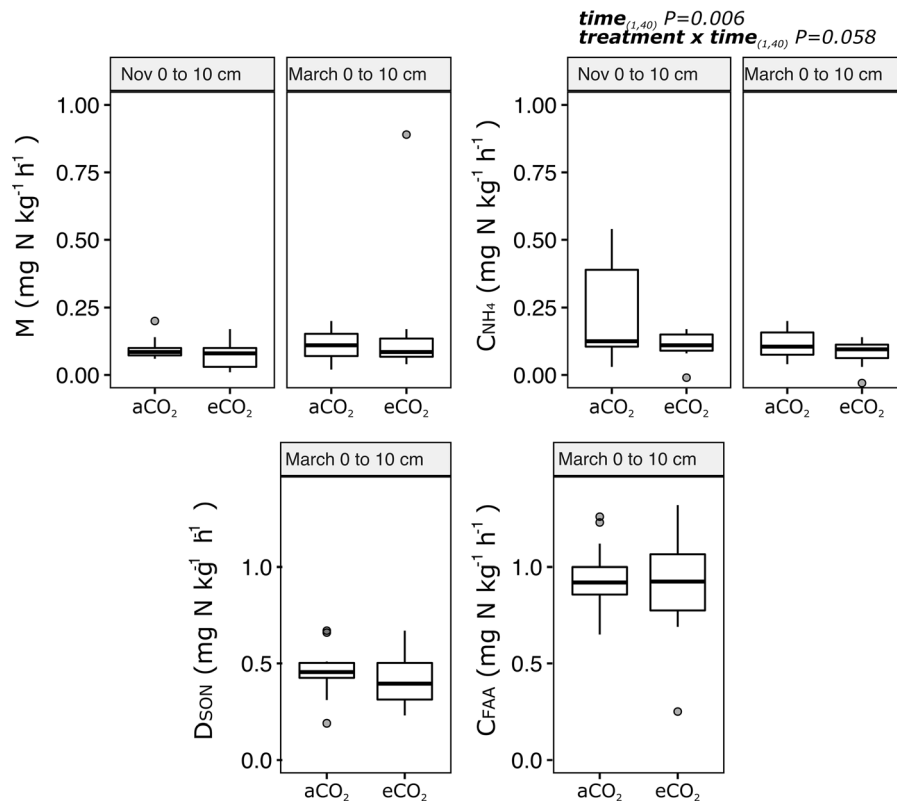 time(1,40) P=0.006
treatment x time(1,40) P=0.058
Nov 0 to 10 cm
March 0 to 10 cm
M (mg N kg⁻¹ h⁻¹ )
1.00
0.75
0.50
0.25
0.00
aCO₂ eCO₂
aCO₂ eCO₂
Nov 0 to 10 cm
March 0 to 10 cm
CNH₄ (mg N kg⁻¹ h⁻¹ )
1.00
0.75
0.50
0.25
0.00
aCO₂ eCO₂
aCO₂ eCO₂
March 0 to 10 cm
DSON (mg N kg⁻¹ h⁻¹ )
1.0
0.5
0.0
aCO₂ eCO₂
March 0 to 10 cm
CFAA (mg N kg⁻¹ h⁻¹ )
1.0
0.5
0.0
aCO₂ eCO₂